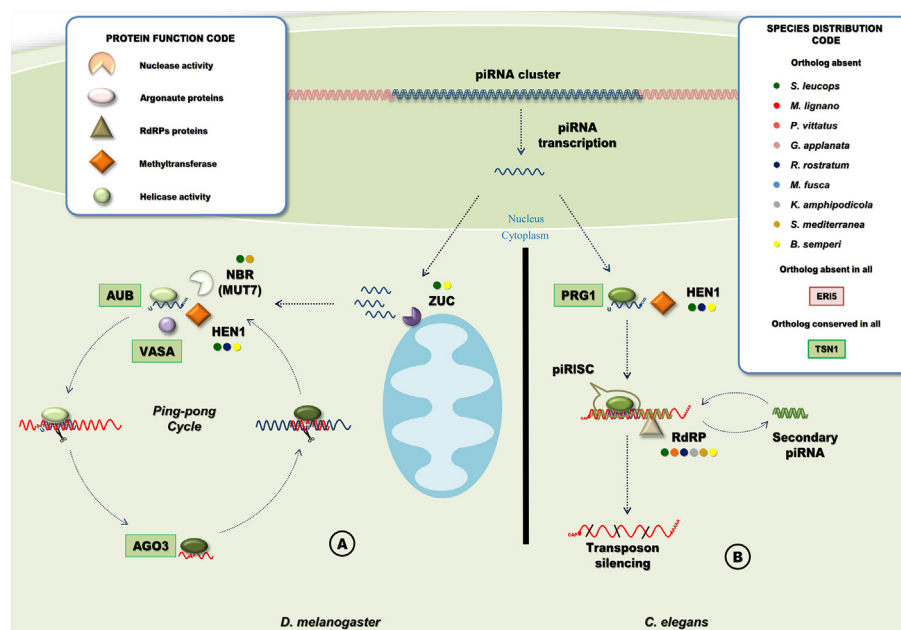 PROTEIN FUNCTION CODE
Nuclease activity
Argonaute proteins
RdRPs proteins
Methyltransferase
Helicase activity
piRNA cluster
piRNA
transcription
Nucleus
Cytoplasm
SPECIES DISTRIBUTION
CODE
Ortholog absent
S. leucops
M. lignano
P. vittatus
G. applanata
R. rostratum
M. fusca
K. amphipodicola
S. mediterranea
B. semperi
Ortholog absent in all
ERI5
Ortholog conserved in all
TSN1
NBR
(MUT7)
AUB
HEN1
VASA
ZUC
Ping-pong
Cycle
AGO3
A
D. melanogaster
PRG1
HEN1
piRISC
RdRP
Secondary
piRNA
CAP
AAAAA
Transposon
silencing
B
C. elegans